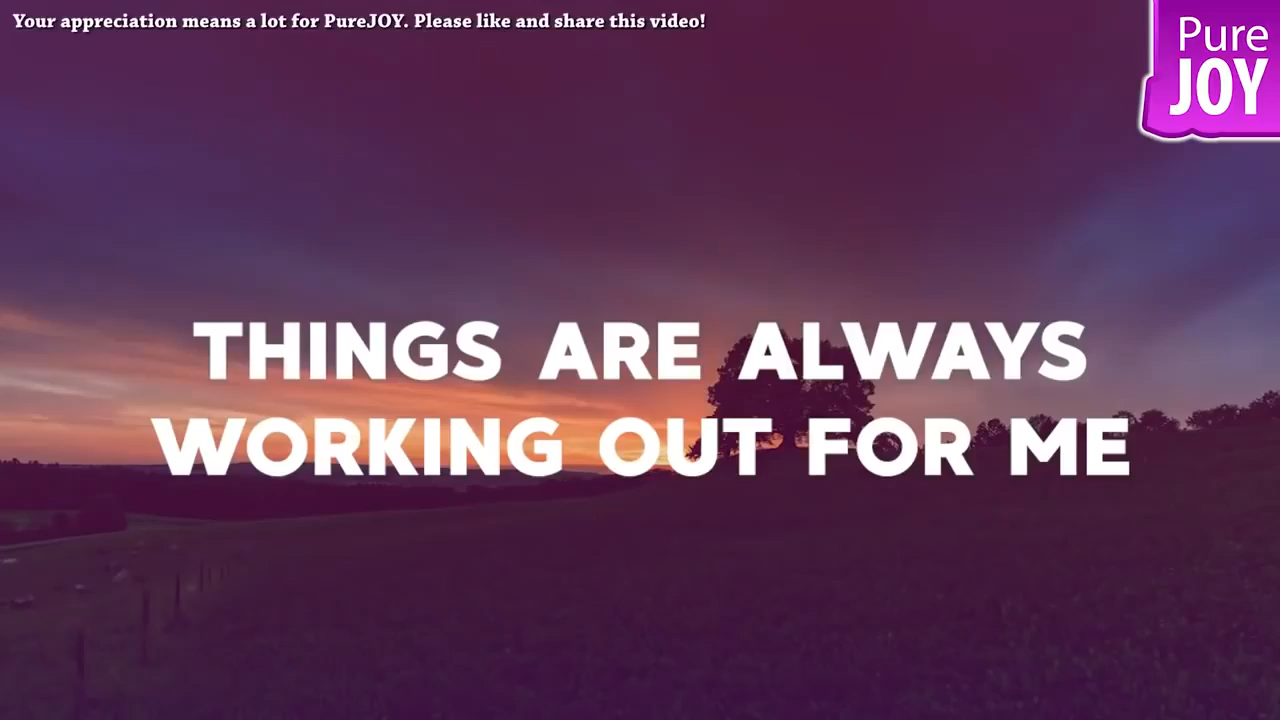 Your appreciation means a lot for PureJOY. Please like and share this video!
Pure
JOY
THINGS ARE ALWAYS
WORKING OUT FOR ME